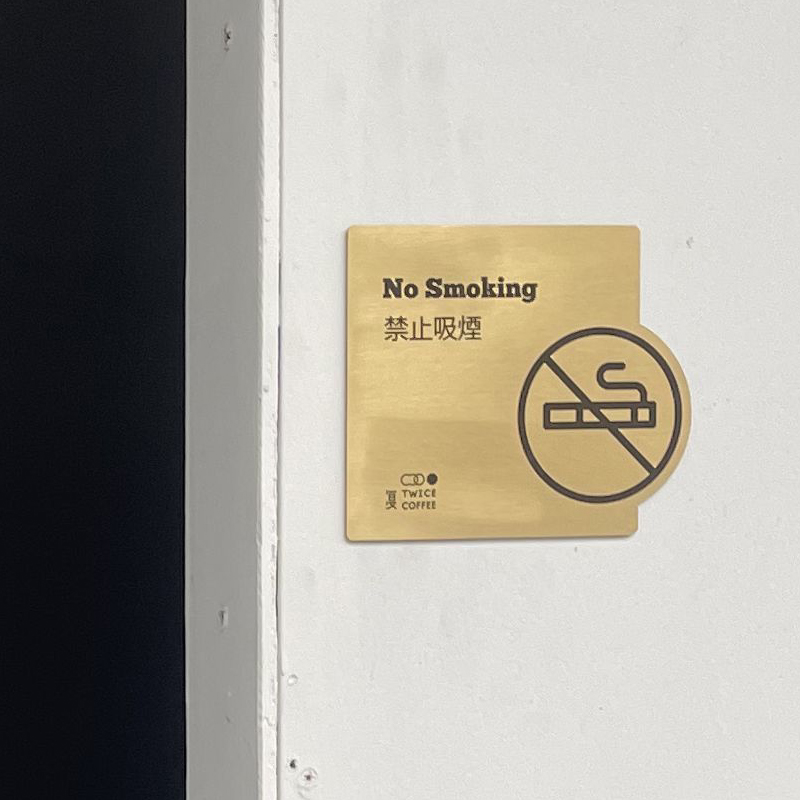 No Smoking
禁止吸煙
TWICE
COFFEE